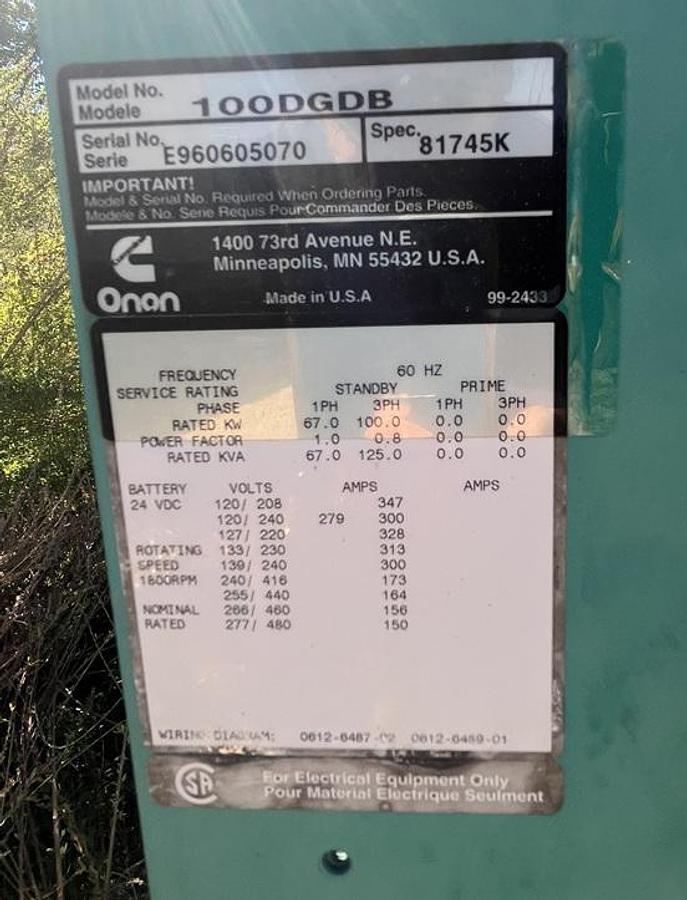 Model No. 100DGDB
Modele
Serial No. E960605070 Spec. 81745K
Serie
IMPORTANT!
Model & Serial No. Required When Ordering Parts.
Modele & No. Serie Requis Pour Commander Des Pieces.
1400 73rd Avenue N.E.
Minneapolis, MN 55432 U.S.A.
Onan Made in U.S.A 99-2433
FREQUENCY 60 HZ
SERVICE RATING STANDBY PRIME
PHASE 1PH 3PH 1PH 3PH
RATED KW 67.0 100.0 0.0 0.0
POWER FACTOR 1.0 0.8 0.0 0.0
RATED KVA 67.0 125.0 0.0 0.0
BATTERY VOLTS AMPS AMPS
24 VDC 120/ 208 347
120/ 240 279 300
127/ 220 328
ROTATING 133/ 230 313
SPEED 139/ 240 300
1800RPM 240/ 416 173
255/ 440 164
NOMINAL 266/ 460 156
RATED 277/ 480 150
WIRING DIAGRAM: 0612-6487-02 0612-6489-01
CSA For Electrical Equipment Only
Pour Material Electrique Seulment